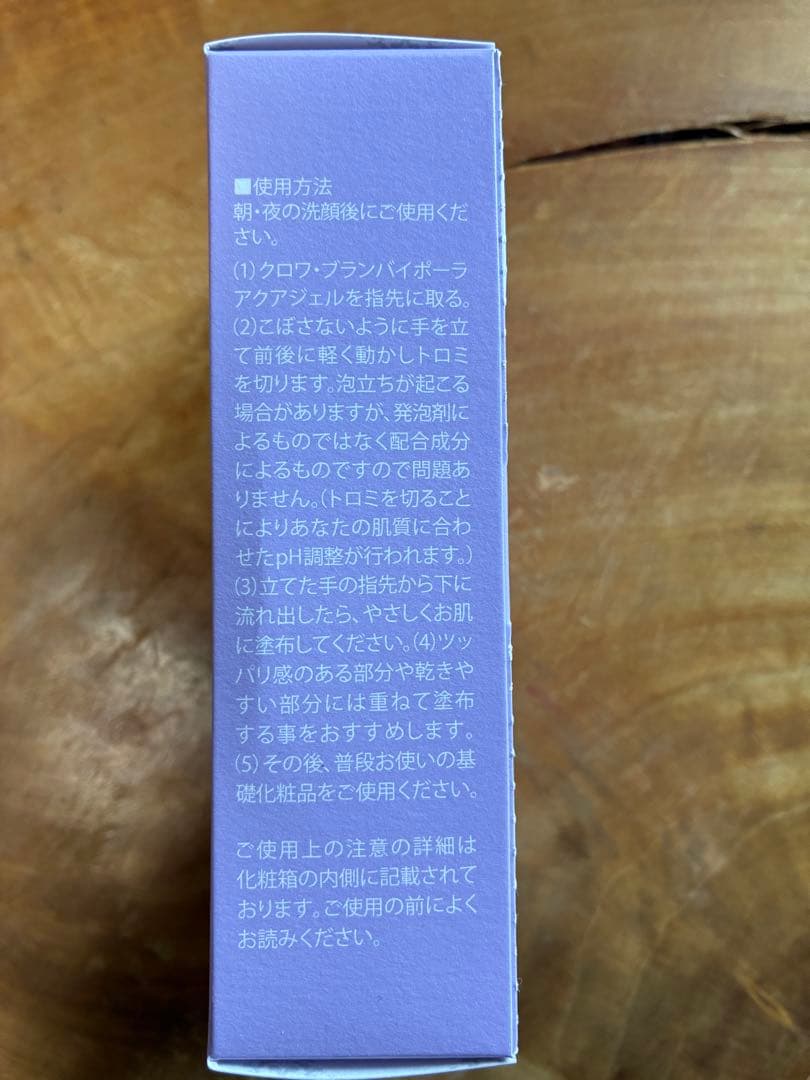 ■使用方法
朝・夜の洗顔後にご使用くだ
さい。
(1)クロワ・ブランバイポーラ
アクアジェルを指先に取る。
(2)こぼさないように手を立
て前後に軽く動かしトロミ
を切ります。泡立ちが起こる
場合がありますが、発泡剤に
よるものではなく配合成分
によるものですので問題あ
りません。(トロミを切ること
によりあなたの肌質に合わ
せたpH調整が行われます。)
(3)立てた手の指先から下に
流れ出したら、やさしくお肌
に塗布してください。(4)ツッ
パリ感のある部分や乾きや
すい部分には重ねて塗布
する事をおすすめします。
(5)その後、普段お使いの基
礎化粧品をご使用ください。
ご使用上の注意の詳細は
化粧箱の内側に記載されて
おります。ご使用の前によく
お読みください。